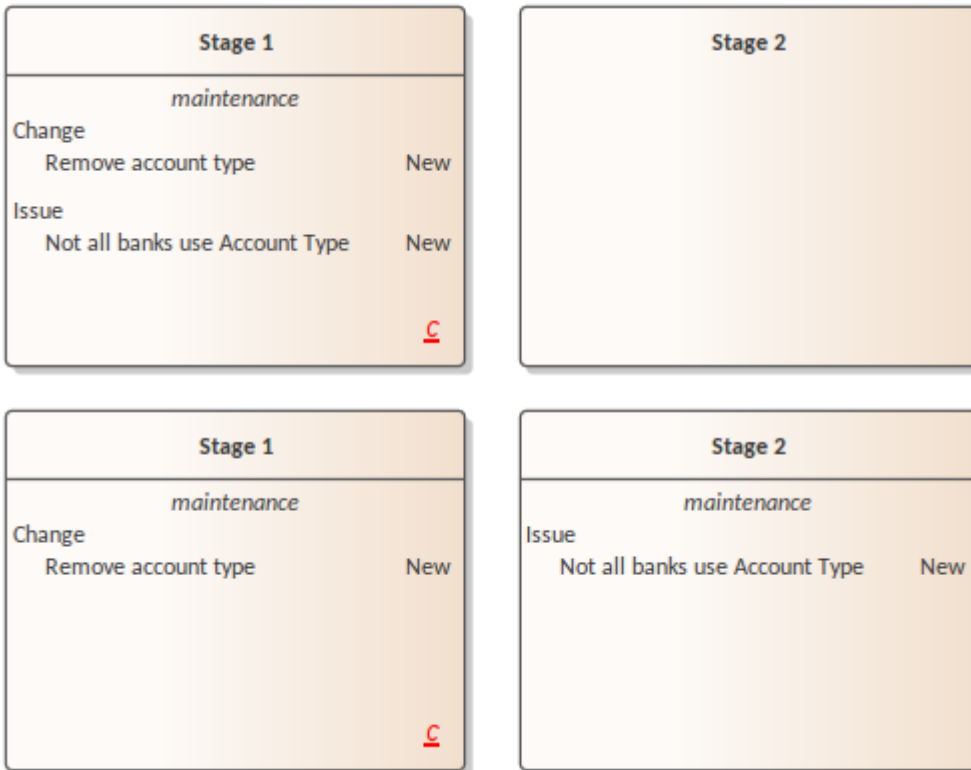 Stage 1
maintenance
Change
Remove account type New
Issue
Not all banks use Account Type New
C
Stage 2
Stage 1
maintenance
Change
Remove account type New
C
Stage 2
maintenance
Issue
Not all banks use Account Type New